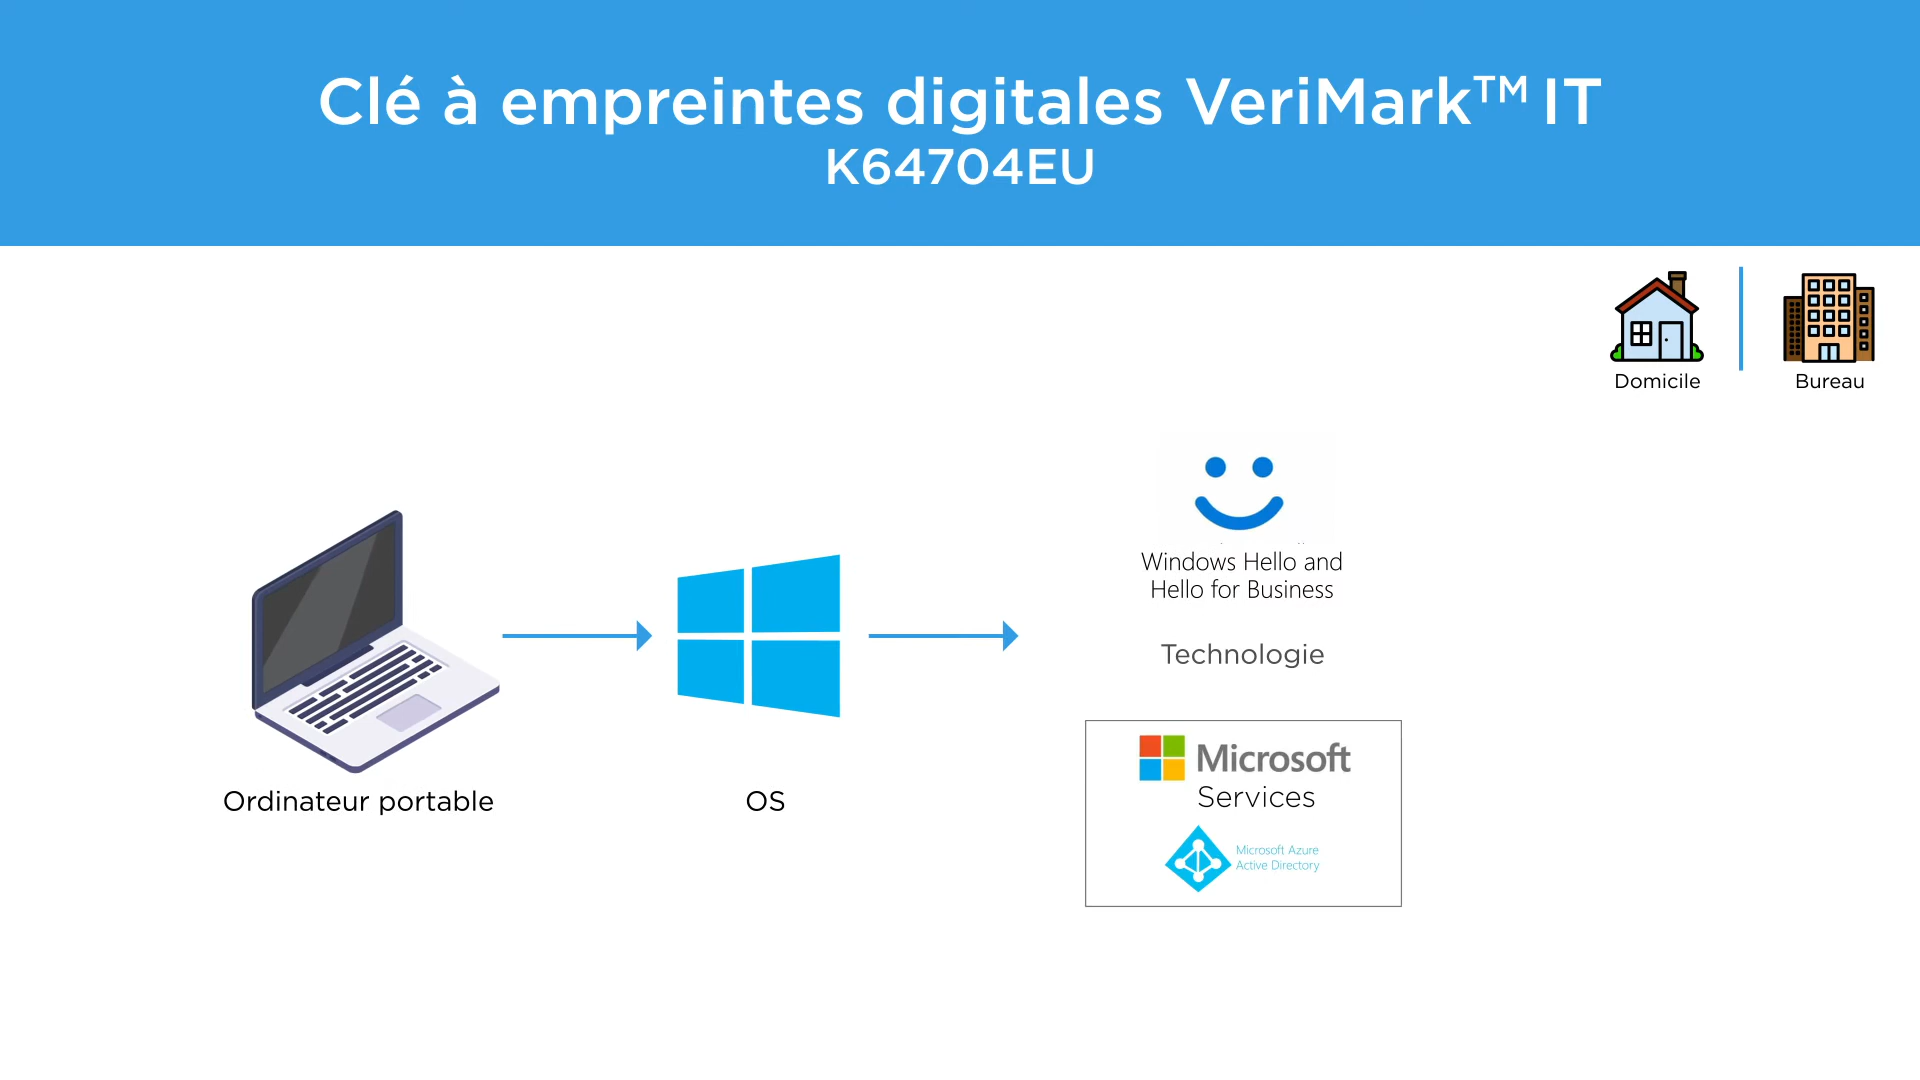 Clé à empreintes digitales VeriMark™ IT
K64704EU
Domicile
Bureau
Windows Hello and
Hello for Business
Technologie
Microsoft
Services
Microsoft Azure
Active Directory
Ordinateur portable
OS